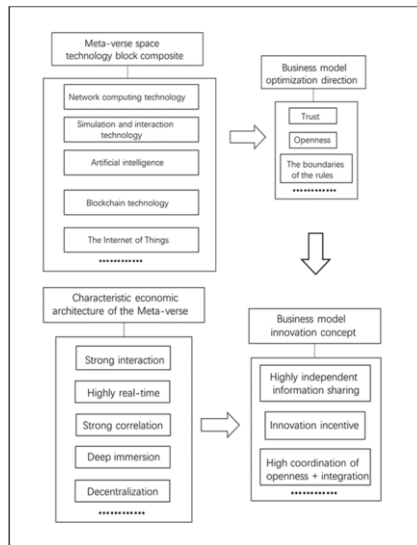 Meta-verse space
technology block composite
Network computing technology
Simulation and interaction
technology
Artificial intelligence
Blockchain technology
The Internet of Things
............
Business model
optimization direction
Trust
Openness
The boundaries
of the rules
............
Characteristic economic
architecture of the Meta-verse
Strong interaction
Highly real-time
Strong correlation
Deep immersion
Decentralization
............
Business model
innovation concept
Highly independent
information sharing
Innovation incentive
High coordination of
openness + integration
............